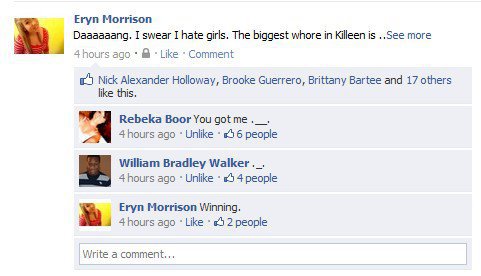 Eryn Morrison
Daaaaaang. I swear I hate girls. The biggest whore in Killeen is ..See more
4 hours ago · Like · Comment
Nick Alexander Holloway, Brooke Guerrero, Brittany Bartee and 17 others
like this.
Rebeka Boor You got me .__.
4 hours ago · Unlike · 6 people
William Bradley Walker ._.
4 hours ago · Unlike · 4 people
Eryn Morrison Winning.
4 hours ago · Like · 2 people
Write a comment...